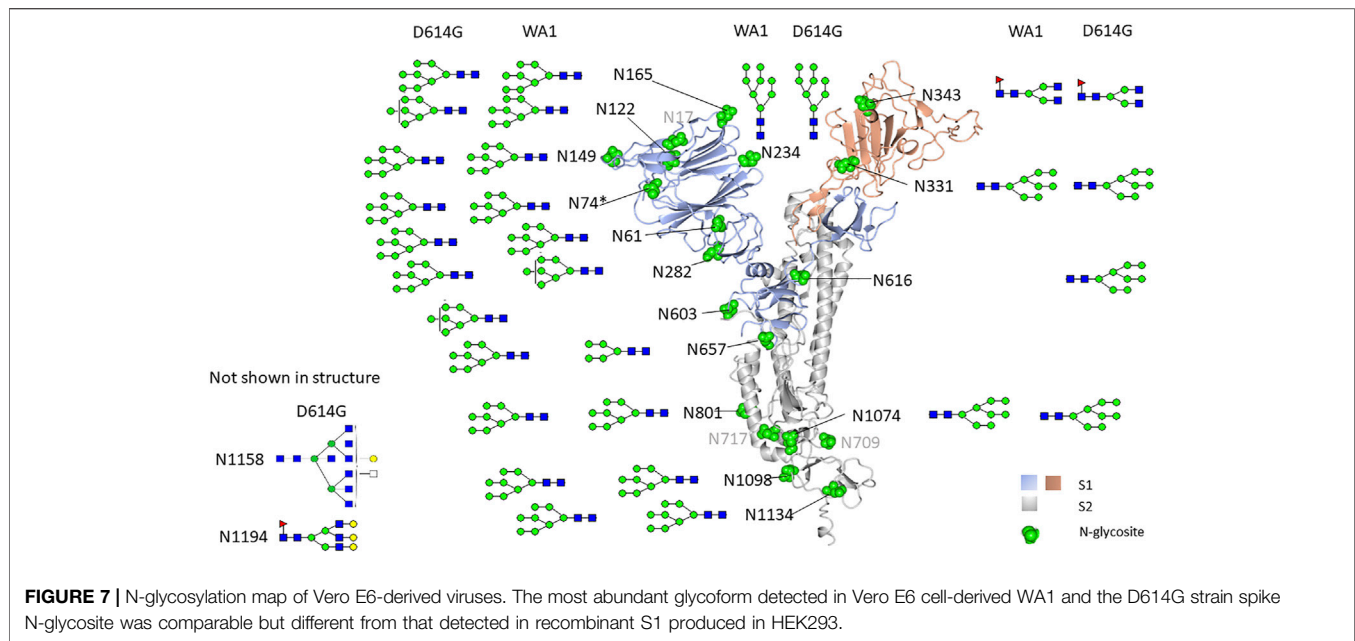 D614G WA1 WA1 D614G WA1 D614G
N165
N343
N122
N17
N149
N234
N331
N74*
N61
N282
N616
N603
N657
Not shown in structure
D614G
N801
N1074
N717
N709
N1158
N1098
S1
S2
N1134
N-glycosite
N1194
FIGURE 7 | N-glycosylation map of Vero E6-derived viruses. The most abundant glycoform detected in Vero E6 cell-derived WA1 and the D614G strain spike
N-glycosite was comparable but different from that detected in recombinant S1 produced in HEK293.